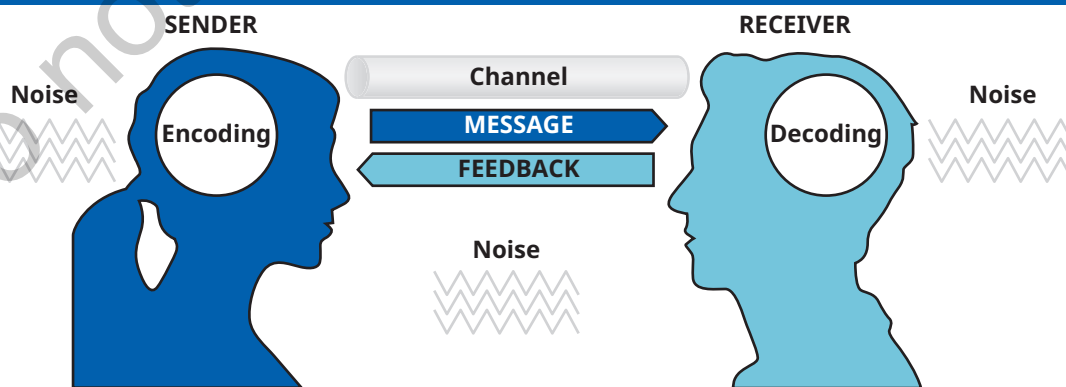 SENDER
RECEIVER
Channel
Noise
Noise
MESSAGE
Encoding
Decoding
FEEDBACK
Noise